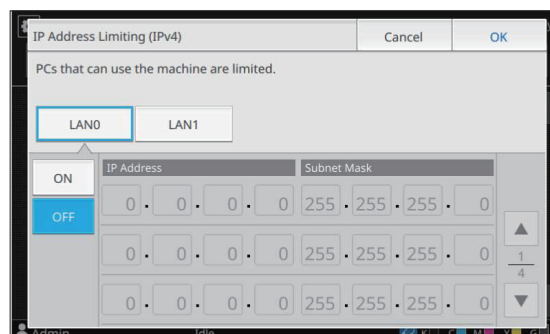 IP Address Limiting (IPv4) Cancel OK
PCs that can use the machine are limited.
LAN0 LAN1
ON IP Address Subnet Mask
OFF 0. 0. 0. 0 255. 255. 255. 0
0. 0. 0. 0 255. 255. 255. 0
1
4
0. 0. 0. 0 255. 255. 255. 0
Admin Idle K C M Y